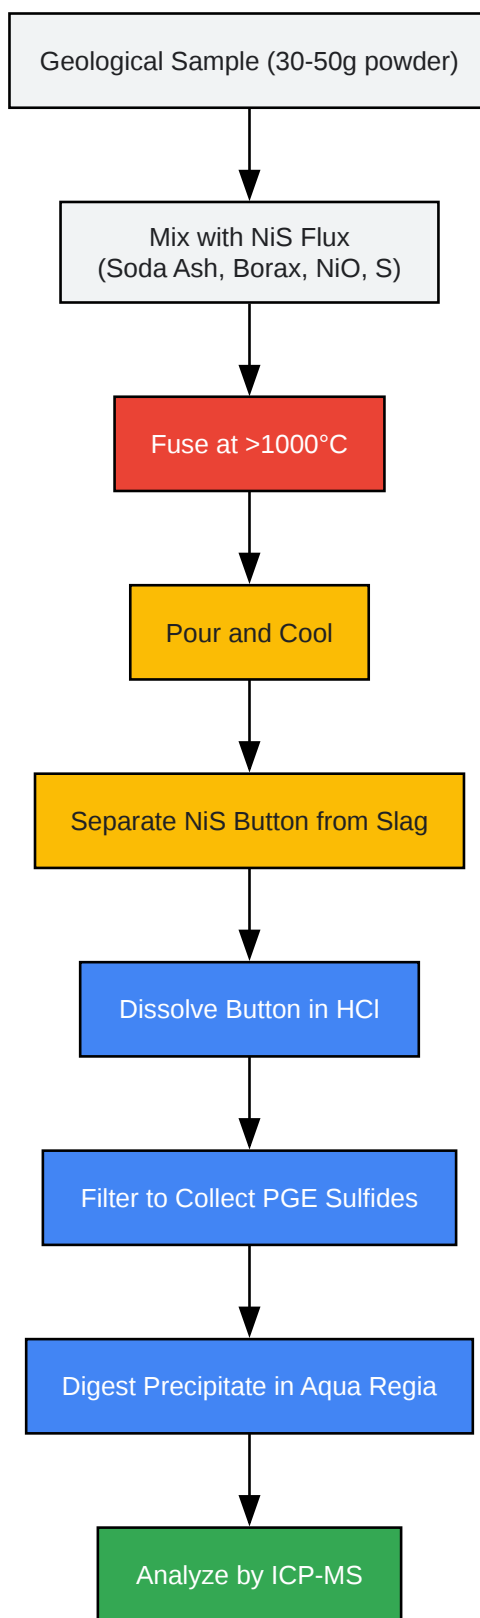 Geological Sample (30-50g powder)
Mix with NiS Flux
(Soda Ash, Borax, NiO, S)
Fuse at >1000°C
Pour and Cool
Separate NiS Button from Slag
Dissolve Button in HCl
Filter to Collect PGE Sulfides
Digest Precipitate in Aqua Regia
Analyze by ICP-MS